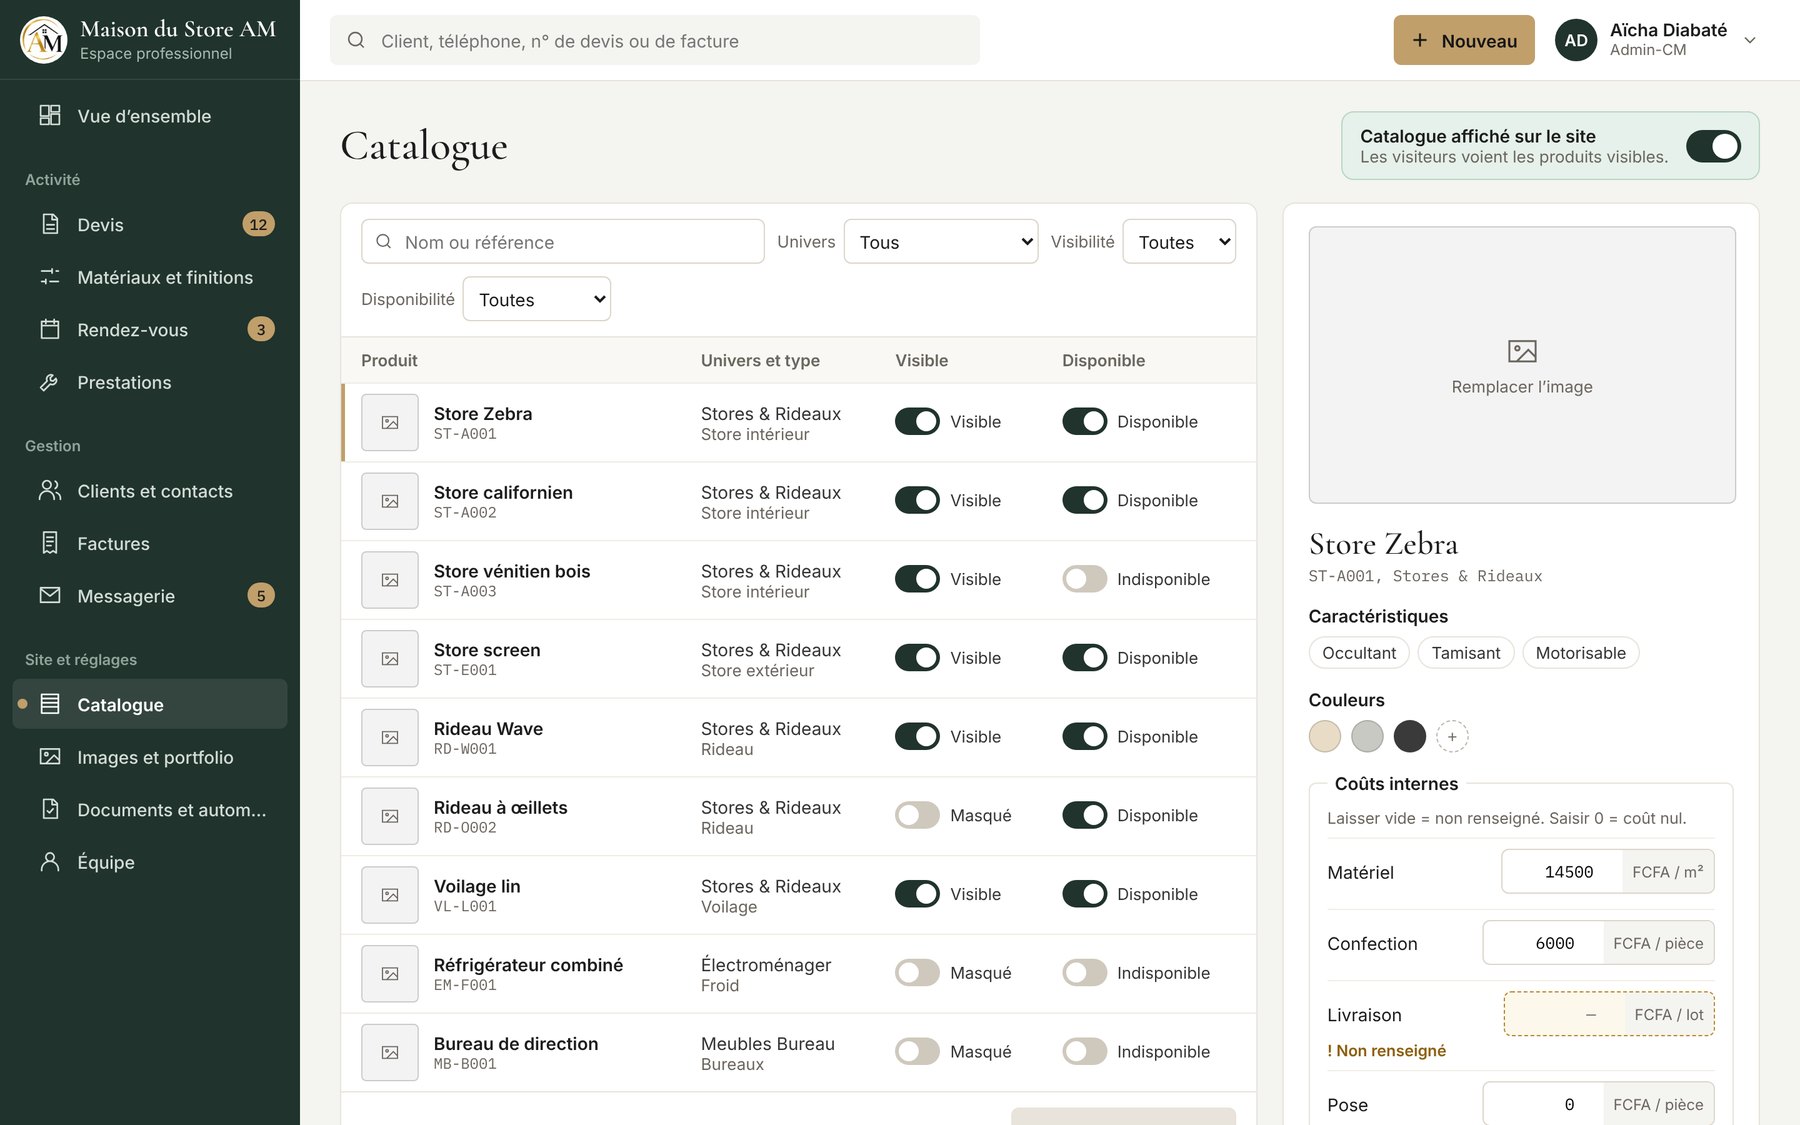 Maison du Store AM
Espace professionnel
Client, téléphone, n° de devis ou de facture
+ Nouveau
AD
Aïcha Diabaté
Admin-CM
Vue d’ensemble
Activité
Devis 12
Matériaux et finitions
Rendez-vous 3
Prestations
Gestion
Clients et contacts
Factures
Messagerie 5
Site et réglages
Catalogue
Images et portfolio
Documents et autom...
Équipe
Catalogue
Catalogue affiché sur le site
Les visiteurs voient les produits visibles.
Nom ou référence
Univers Tous
Visibilité Toutes
Disponibilité Toutes
Produit Univers et type Visible Disponible
Store Zebra
ST-A001
Stores & Rideaux
Store intérieur
Visible Disponible
Store californien
ST-A002
Stores & Rideaux
Store intérieur
Visible Disponible
Store vénitien bois
ST-A003
Stores & Rideaux
Store intérieur
Visible Indisponible
Store screen
ST-E001
Stores & Rideaux
Store extérieur
Visible Disponible
Rideau Wave
RD-W001
Stores & Rideaux
Rideau
Visible Disponible
Rideau à œillets
RD-O002
Stores & Rideaux
Rideau
Masqué Disponible
Voilage lin
VL-L001
Stores & Rideaux
Voilage
Visible Disponible
Réfrigérateur combiné
EM-F001
Électroménager
Froid
Masqué Indisponible
Bureau de direction
MB-B001
Meubles Bureau
Bureaux
Masqué Indisponible
Remplacer l’image
Store Zebra
ST-A001, Stores & Rideaux
Caractéristiques
Occultant Tamisant Motorisable
Couleurs
+
Coûts internes
Laisser vide = non renseigné. Saisir 0 = coût nul.
Matériel 14500 FCFA / m²
Confection 6000 FCFA / pièce
Livraison – FCFA / lot
! Non renseigné
Pose 0 FCFA / pièce